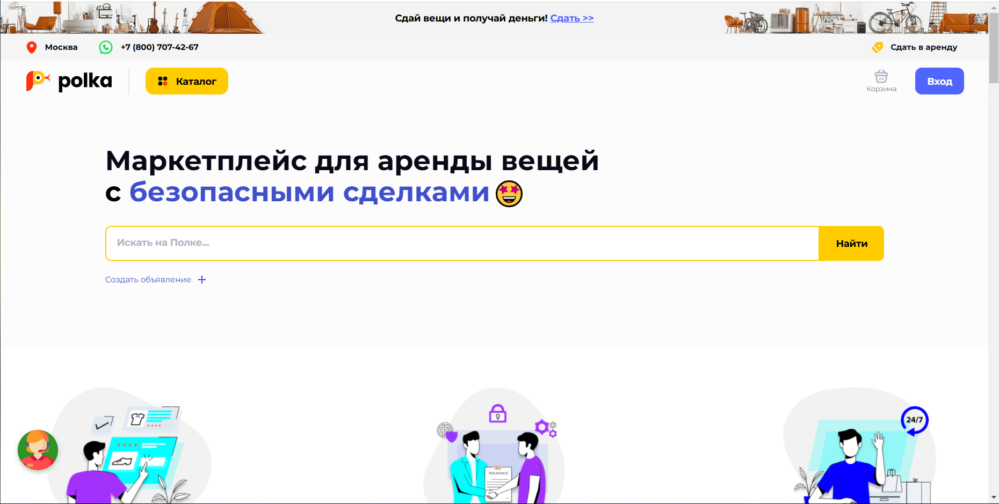 Сдай вещи и получай деньги! Сдать >>
Москва
+7 (800) 707-42-67
Сдать в аренду
polka
Каталог
Корзина
Вход
Маркетплейс для аренды вещей
с безопасными сделками
Искать на Полке...
Найти
Создать объявление +
24/7
INSURANCE